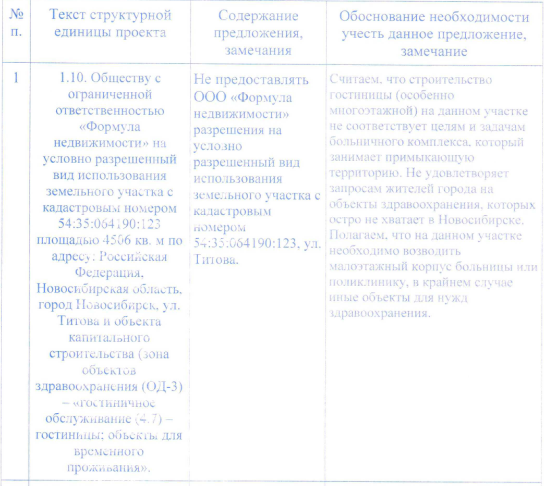 № п.
Текст структурной единицы проекта
Содержание предложения, замечания
Обоснование необходимости учесть данное предложение, замечание
1
1.10. Обществу с
ограниченной
ответственностью
«Формула
недвижимости» на
условно разрешенный
вид использования
земельного участка с
кадастровым номером
54:35:064190:123
площадью 4506 кв. м по
адресу: Российская
Федерация,
Новосибирская область,
город Новосибирск, ул.
Титова и объекта
капитального
строительства (зона
объектов
здравоохранения (ОД-3)
– «гостиничное
обслуживание (4.7) –
гостиницы; объекты для
временного
проживания».
Не предоставлять
ООО «Формула
недвижимости»
разрешения на
условно
разрешенный вид
использования
земельного участка с
кадастровым
номером
54:35:064190:123, ул.
Титова.
Считаем, что строительство
гостиницы (особенно
многоэтажной) на данном участке
не соответствует целям и задачам
больничного комплекса, который
занимает примыкающую
территорию. Не удовлетворяет
запросам жителей города на
объекты здравоохранения, которых
остро не хватает в Новосибирске.
Полагаем, что на данном участке
необходимо возводить
малоэтажный корпус больницы или
поликлинику, в крайнем случае
иные объекты для нужд
здравоохранения.